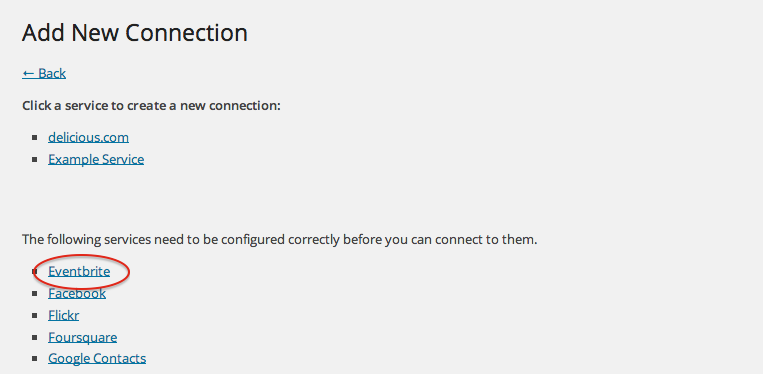 Add New Connection
← Back
Click a service to create a new connection:
delicious.com
Example Service
The following services need to be configured correctly before you can connect to them.
Eventbrite
Facebook
Flickr
Foursquare
Google Contacts